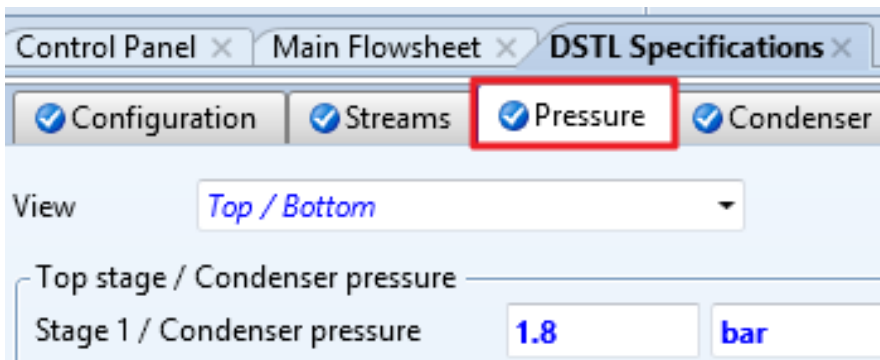 Control Panel Main Flowsheet DSTL Specifications
Configuration Streams Pressure Condenser
View Top / Bottom
Top stage / Condenser pressure
Stage 1 / Condenser pressure 1.8 bar